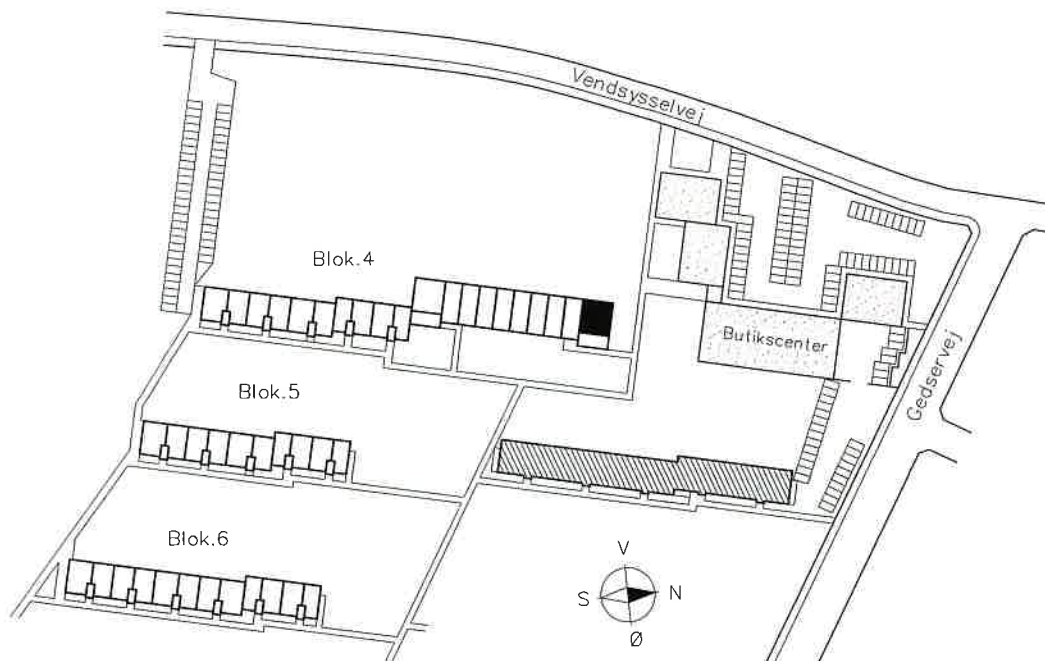 Vendsysselvej
Blok.4
Butikscenter
Gedservej
Blok.5
Blok.6
V
S
N
Ø